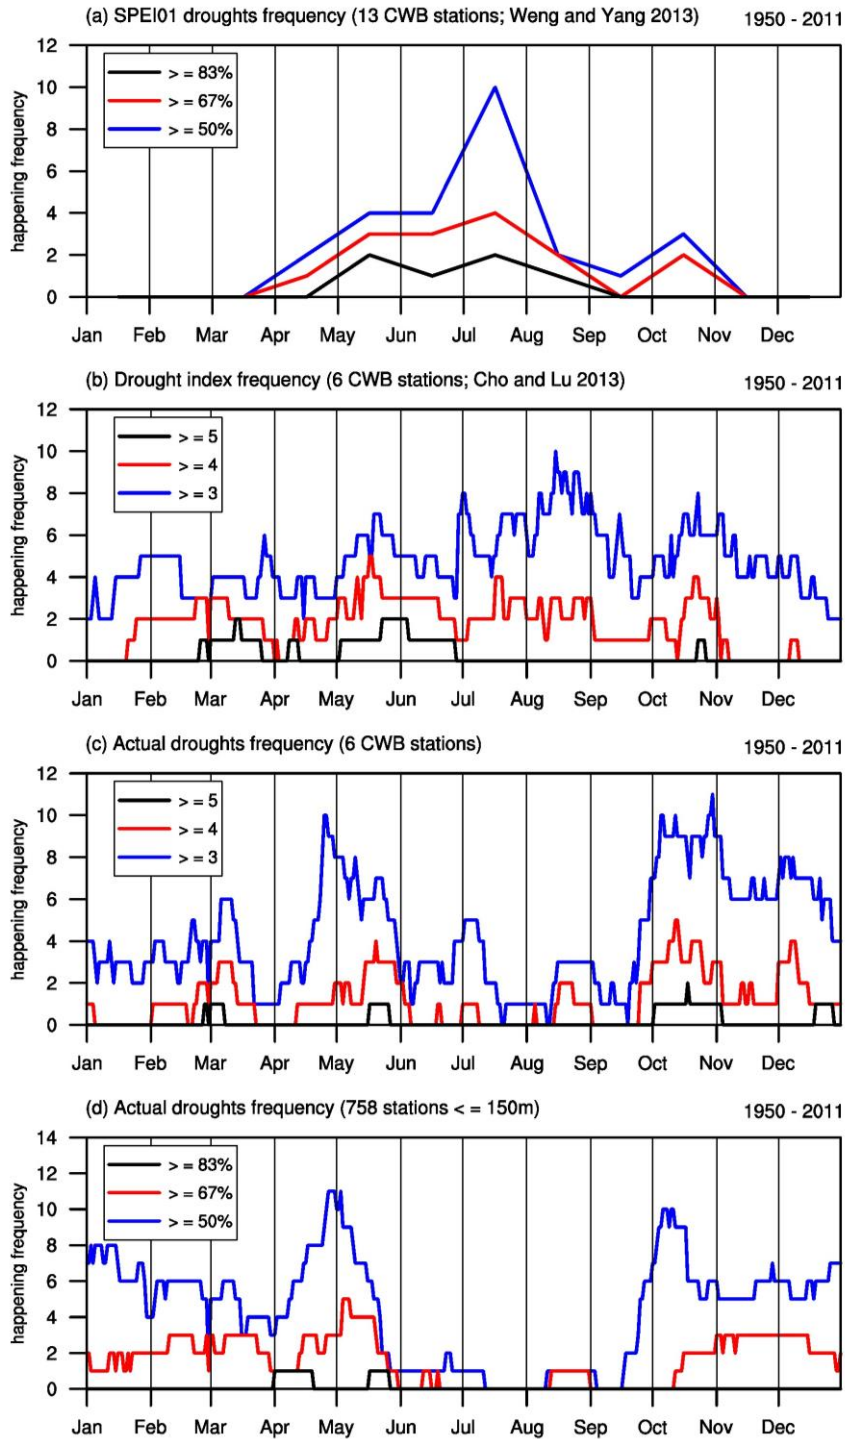 (a) SPEI01 droughts frequency (13 CWB stations; Weng and Yang 2013) 1950 - 2011
12
10
8
6
4
2
0
happening frequency
> = 83%
> = 67%
> = 50%
Jan Feb Mar Apr May Jun Jul Aug Sep Oct Nov Dec
(b) Drought index frequency (6 CWB stations; Cho and Lu 2013) 1950 - 2011
12
10
8
6
4
2
0
happening frequency
> = 5
> = 4
> = 3
Jan Feb Mar Apr May Jun Jul Aug Sep Oct Nov Dec
(c) Actual droughts frequency (6 CWB stations) 1950 - 2011
12
10
8
6
4
2
0
happening frequency
> = 5
> = 4
> = 3
Jan Feb Mar Apr May Jun Jul Aug Sep Oct Nov Dec
(d) Actual droughts frequency (758 stations < = 150m) 1950 - 2011
14
12
10
8
6
4
2
0
happening frequency
> = 83%
> = 67%
> = 50%
Jan Feb Mar Apr May Jun Jul Aug Sep Oct Nov Dec